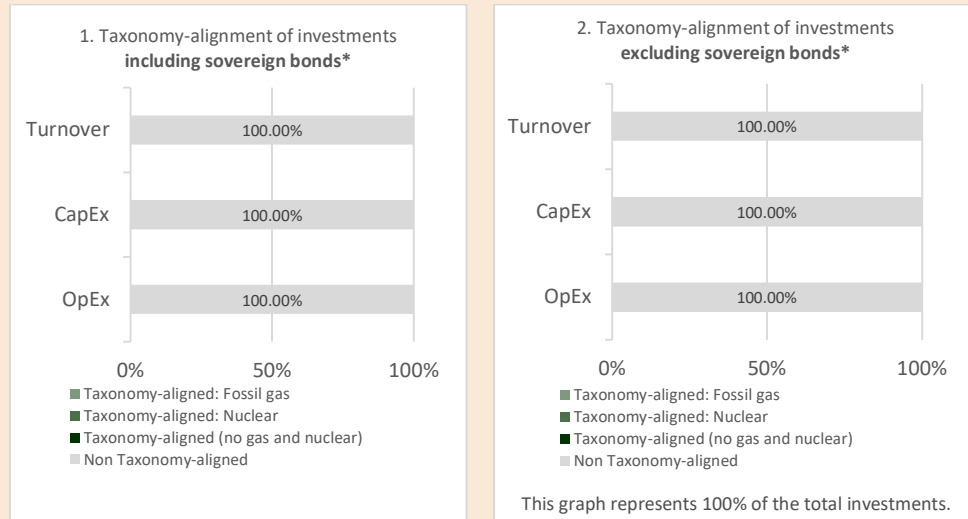 1. Taxonomy-alignment of investments
including sovereign bonds*
Turnover
100.00%
CapEx
100.00%
OpEx
100.00%
0%
50%
100%
Taxonomy-aligned: Fossil gas
Taxonomy-aligned: Nuclear
Taxonomy-aligned (no gas and nuclear)
Non Taxonomy-aligned
2. Taxonomy-alignment of investments
excluding sovereign bonds*
Turnover
100.00%
CapEx
100.00%
OpEx
100.00%
0%
50%
100%
Taxonomy-aligned: Fossil gas
Taxonomy-aligned: Nuclear
Taxonomy-aligned (no gas and nuclear)
Non Taxonomy-aligned
This graph represents 100% of the total investments.